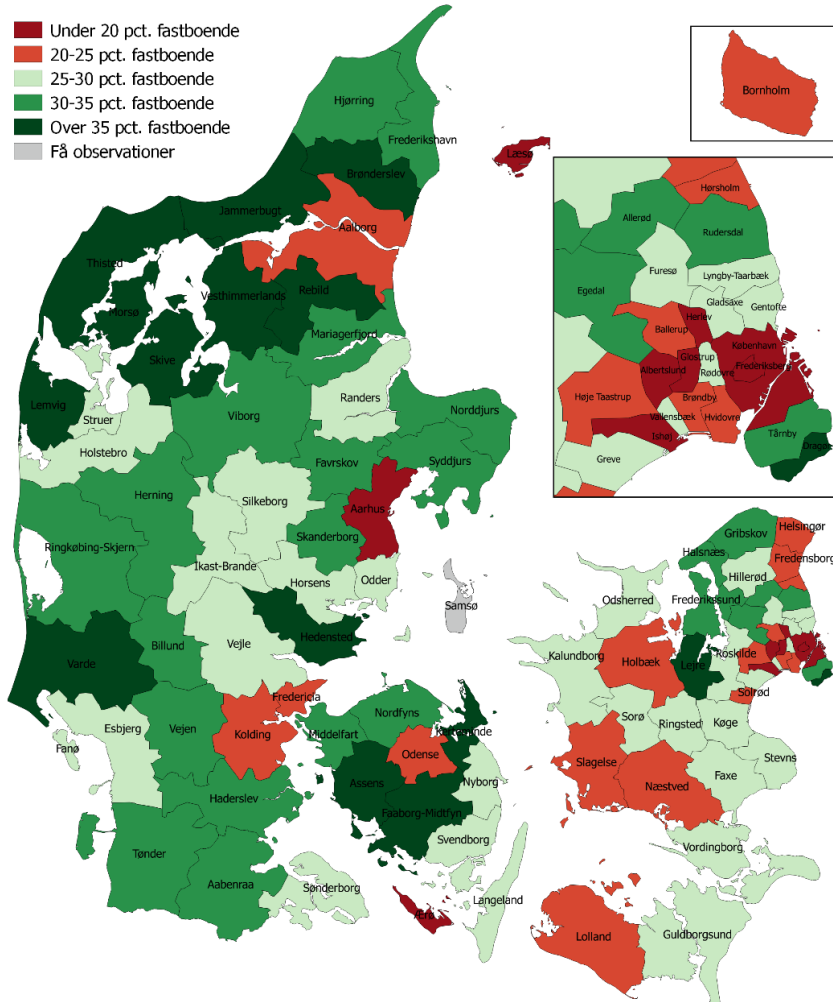 Under 20 pct. fastboende
20-25 pct. fastboende
25-30 pct. fastboende
30-35 pct. fastboende
Over 35 pct. fastboende
Få observationer
Bornholm
Hjørring
Frederikshavn
Læsø
Brønderslev
Jammerbugt
Aalborg
Thisted
Vesthimmerlands
Rebild
Morsø
Mariagerfjord
Skive
Lemvig
Struer
Viborg
Randers
Norddjurs
Holstebro
Favrskov
Syddjurs
Herning
Silkeborg
Aarhus
Ringkøbing-Skjern
Skanderborg
Ikast-Brande
Horsens
Odder
Samsø
Hedensted
Varde
Billund
Vejle
Fredericia
Esbjerg
Vejen
Kolding
Fanø
Middelfart
Nordfyns
Kerteminde
Odense
Assens
Nyborg
Haderslev
Faaborg-Midtfyn
Svendborg
Tønder
Aabenraa
Sønderborg
Langeland
Ærø
Hørsholm
Allerød
Rudersdal
Furesø
Lyngby-Taarbæk
Egedal
Gladsaxe
Gentofte
Herlev
Ballerup
København
Glostrup
Frederiksberg
Albertslund
Rødovre
Høje Taastrup
Brøndby
Vallensbæk
Hvidovre
Ishøj
Tårnby
Dragør
Greve
Helsingør
Gribskov
Halsnæs
Fredensborg
Hillerød
Odsherred
Frederikssund
Kalundborg
Holbæk
Lejre
Roskilde
Solrød
Sorø
Ringsted
Køge
Slagelse
Næstved
Faxe
Stevns
Vordingborg
Lolland
Guldborgsund